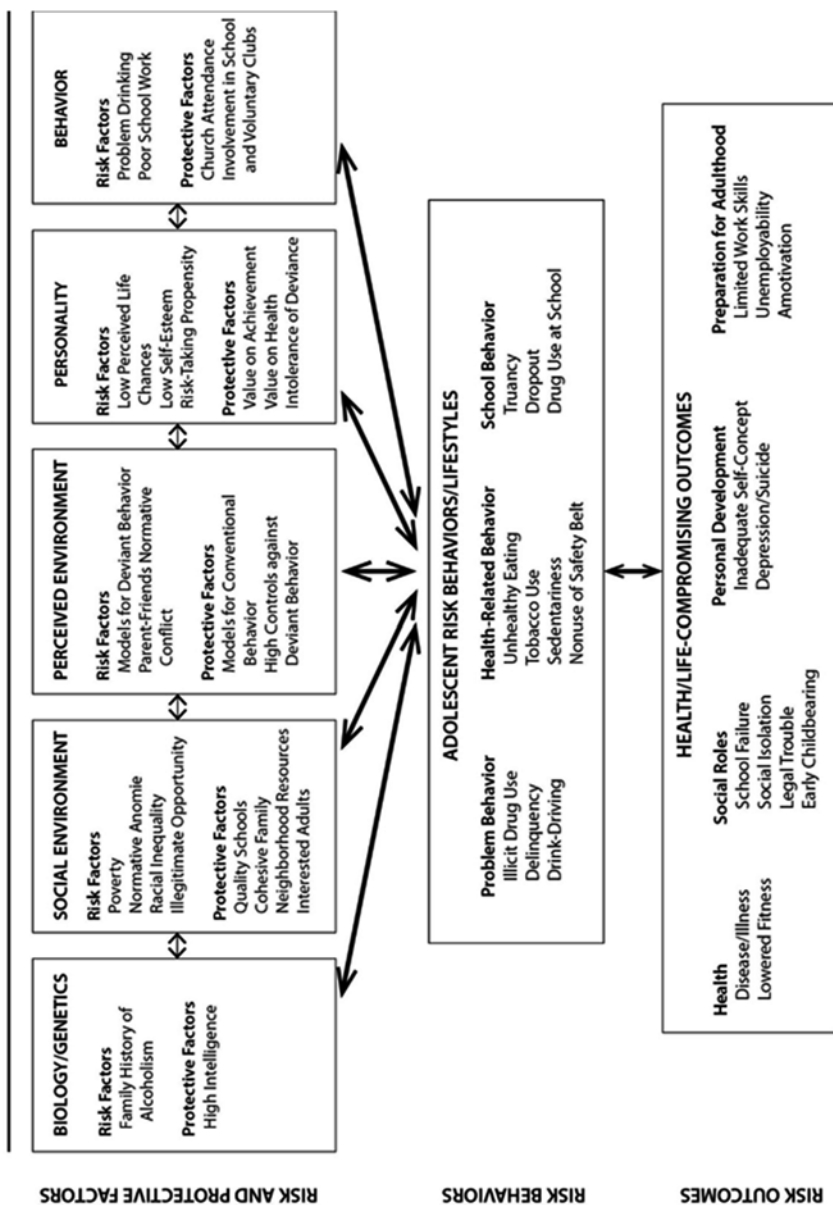 RISK AND PROTECTIVE FACTORS
BIOLOGY/GENETICS
Risk Factors
Family History of
Alcoholism
Protective Factors
High Intelligence
SOCIAL ENVIRONMENT
Risk Factors
Poverty
Normative Anomie
Racial Inequality
Illegitimate Opportunity
Protective Factors
Quality Schools
Cohesive Family
Neighborhood Resources
Interested Adults
PERCEIVED ENVIRONMENT
Risk Factors
Models for Deviant Behavior
Parent-Friends Normative
Conflict
Protective Factors
Models for Conventional
Behavior
High Controls against
Deviant Behavior
PERSONALITY
Risk Factors
Low Perceived Life
Chances
Low Self-Esteem
Risk-Taking Propensity
Protective Factors
Value on Achievement
Value on Health
Intolerance of Deviance
BEHAVIOR
Risk Factors
Problem Drinking
Poor School Work
Protective Factors
Church Attendance
Involvement in School
and Voluntary Clubs
RISK BEHAVIORS
ADOLESCENT RISK BEHAVIORS/LIFESTYLES
Problem Behavior
Illicit Drug Use
Delinquency
Drink-Driving
Health-Related Behavior
Unhealthy Eating
Tobacco Use
Sedentariness
Nonuse of Safety Belt
School Behavior
Truancy
Dropout
Drug Use at School
RISK OUTCOMES
HEALTH/LIFE-COMPROMISING OUTCOMES
Health
Disease/Illness
Lowered Fitness
Social Roles
School Failure
Social Isolation
Legal Trouble
Early Childbearing
Personal Development
Inadequate Self-Concept
Depression/Suicide
Preparation for Adulthood
Limited Work Skills
Unemployability
Amotivation